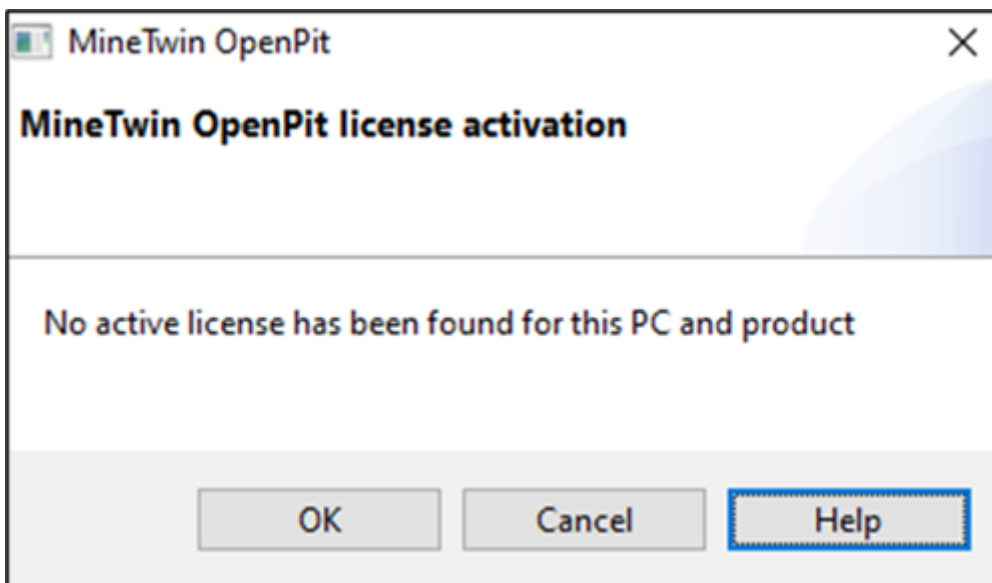 MineTwin OpenPit
MineTwin OpenPit license activation
No active license has been found for this PC and product
OK Cancel Help